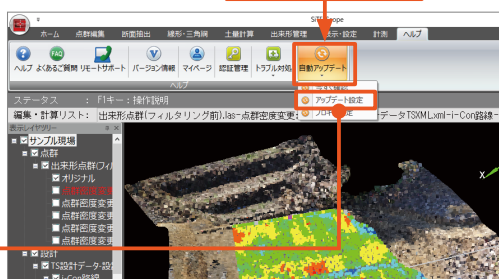 SiTE-Scope
ホーム 点群編集 断面抽出 線形・三角網 土量計算 出来形管理 表示・設定 計測 ヘルプ
ヘルプ よくあるご質問 リモートサポート バージョン情報 マイページ 認証管理 トラブル対処 自動アップデート
FAQ
ヘルプ
アップデート設定
ステータス : F1キー：操作説明
編集・計算リスト: 出来形点群(フィルタリング前).las-点群密度変更: データTSXML.xml-i-Con路線-
表示レイヤツリー
サンプル現場
点群
出来形点群(フィル
オリジナル
点群密度変更
点群密度変更
点群密度変更
点群密度変更
点群密度変更
設計
TS設計データ-設
i-Con路線
X